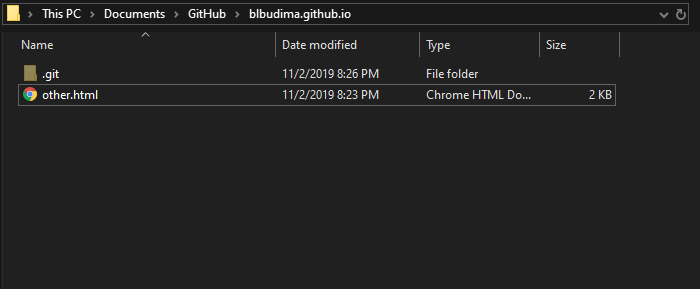 This PC > Documents > GitHub > blbudima.github.io
Name Date modified Type Size
.git 11/2/2019 8:26 PM File folder
other.html 11/2/2019 8:23 PM Chrome HTML Do... 2 KB